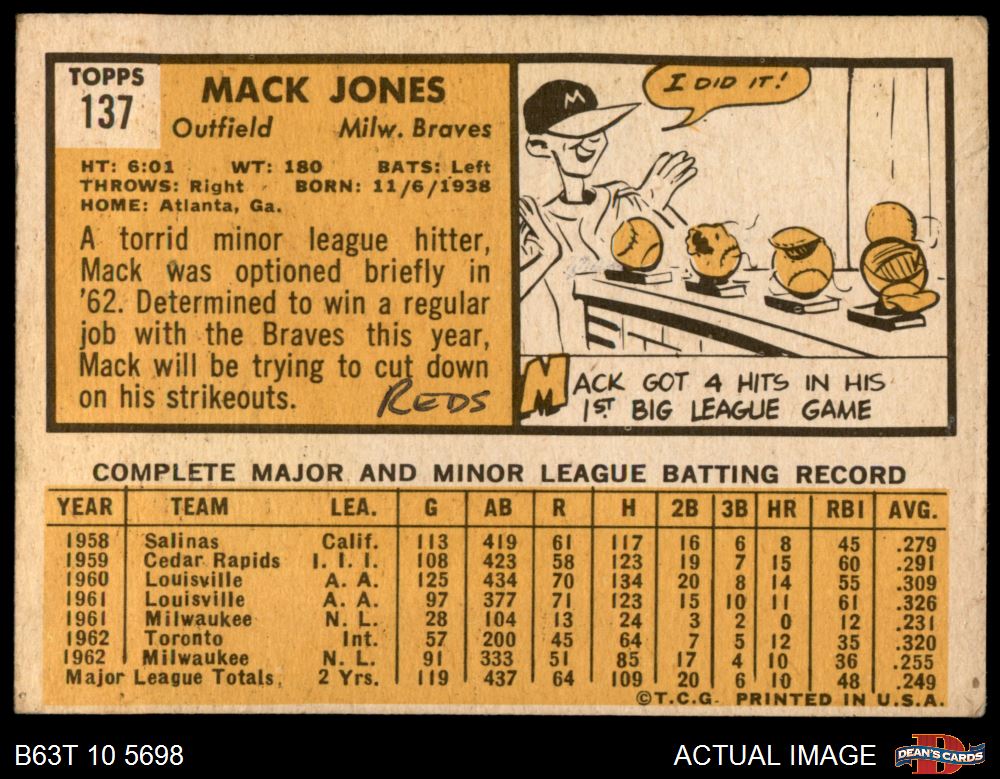 TOPPS
137
MACK JONES
Outfield Milw. Braves
HT: 6:01 WT: 180 BATS: Left
THROWS: Right BORN: 11/6/1938
HOME: Atlanta, Ga.
A torrid minor league hitter,
Mack was optioned briefly in
'62. Determined to win a regular
job with the Braves this year,
Mack will be trying to cut down
on his strikeouts.
REDS
M
I DID IT!
MACK GOT 4 HITS IN HIS
1ST BIG LEAGUE GAME
COMPLETE MAJOR AND MINOR LEAGUE BATTING RECORD
YEAR TEAM LEA. G AB R H 2B 3B HR RBI AVG.
1958 Salinas Calif. 113 419 61 117 16 6 8 45 .279
1959 Cedar Rapids I. I. I. 108 423 58 123 19 7 15 60 .291
1960 Louisville A. A. 125 434 70 134 20 8 14 55 .309
1961 Louisville A. A. 97 377 71 123 15 10 11 61 .326
1961 Milwaukee N. L. 28 104 13 24 3 2 0 12 .231
1962 Toronto Int. 57 200 45 64 7 5 12 35 .320
1962 Milwaukee N. L. 91 333 51 85 17 4 10 36 .255
Major League Totals 2 Yrs. 119 437 64 109 20 6 10 48 .249
©T.C.G. PRINTED IN U.S.A.
B63T 10 5698
ACTUAL IMAGE
D
DEAN'S CARDS